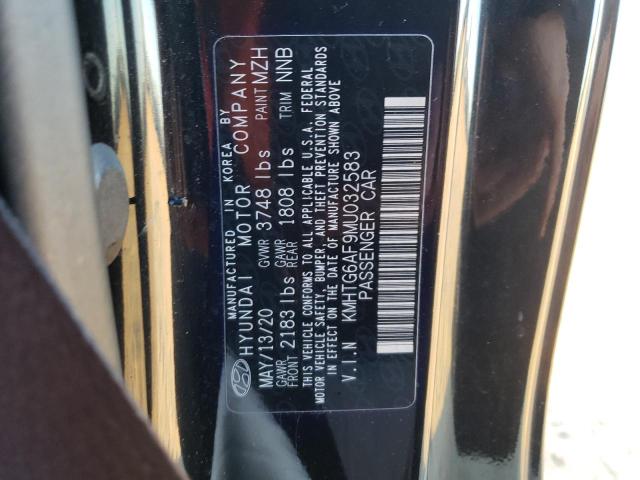 MANUFACTURED IN KOREA BY
HYUNDAI MOTOR COMPANY
MAY/13/20 GVWR 3748 lbs PAINT MZH
GAWR FRONT 2183 lbs GAWR REAR 1808 lbs TRIM NNB
THIS VEHICLE CONFORMS TO ALL APPLICABLE U.S.A. FEDERAL
MOTOR VEHICLE SAFETY, BUMPER, AND THEFT PREVENTION STANDARDS
IN EFFECT ON THE DATE OF MANUFACTURE SHOWN ABOVE
V.I.N KMHTG6AF9MU032583
PASSENGER CAR